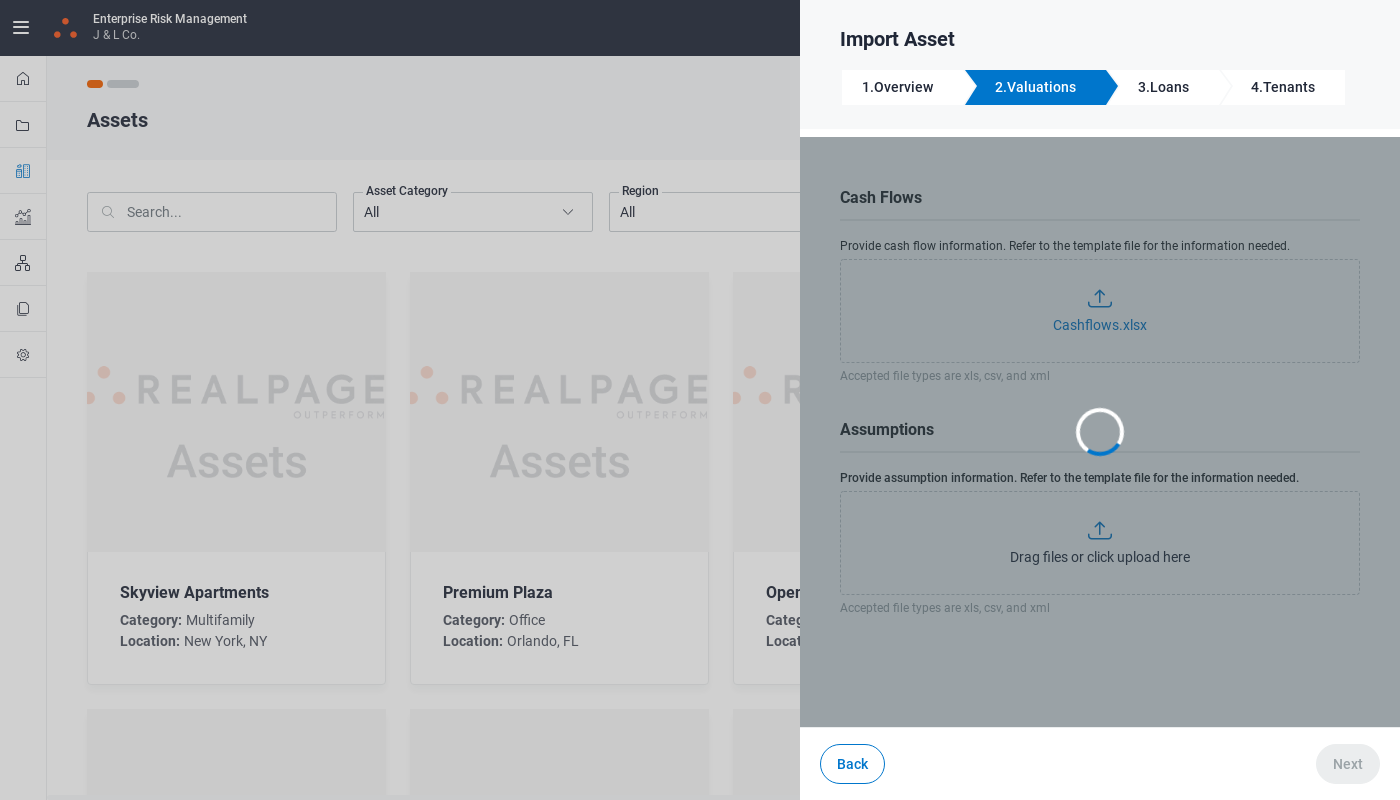 Enterprise Risk Management
J & L Co.
Assets
Search...
Asset Category
All
Region
All
REALPAGE
OUTPERFORM
Assets
REALPAGE
OUTPERFORM
Assets
Skyview Apartments
Category: Multifamily
Location: New York, NY
Premium Plaza
Category: Office
Location: Orlando, FL
Import Asset
1.Overview
2.Valuations
3.Loans
4.Tenants
Cash Flows
Provide cash flow information. Refer to the template file for the information needed.
Cashflows.xlsx
Accepted file types are xls, csv, and xml
Assumptions
Provide assumption information. Refer to the template file for the information needed.
Drag files or click upload here
Accepted file types are xls, csv, and xml
Back
Next